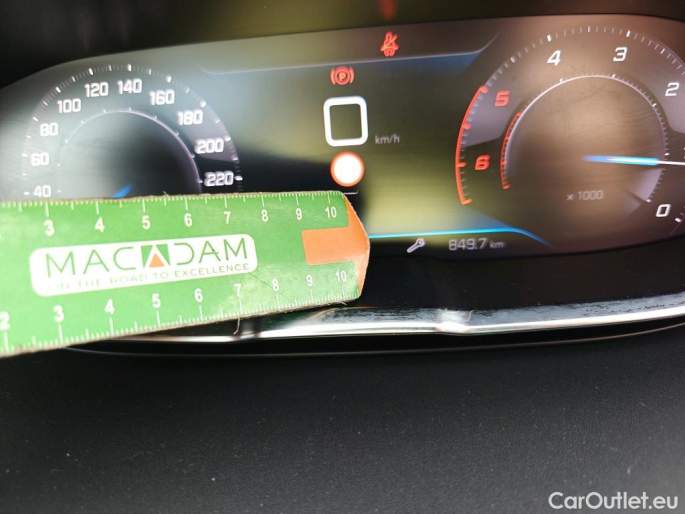 100 120 140 160
80 180
60 200
40 220
P
0
km/h
4 3 2
5
6
x 1000
0
849.7 km
3 4 5 6 7 8 9 10
MACADAM
ON THE ROAD TO EXCELLENCE
2 3 4 5 6 7 8 9 10
CarOutlet.eu